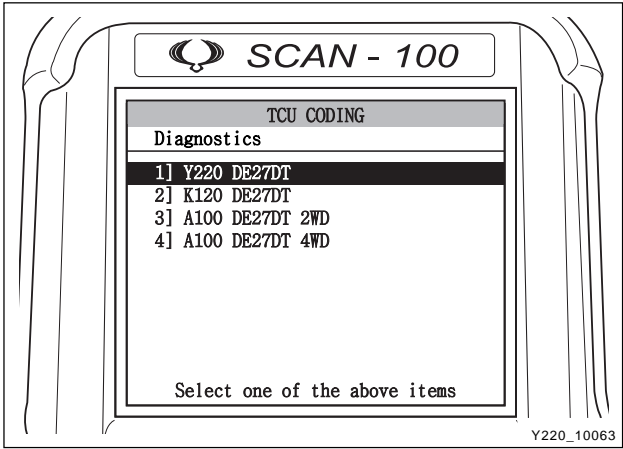 SCAN - 100
TCU CODING
Diagnostics
1] Y220 DE27DT
2] K120 DE27DT
3] A100 DE27DT 2WD
4] A100 DE27DT 4WD
Select one of the above items
Y220_10063